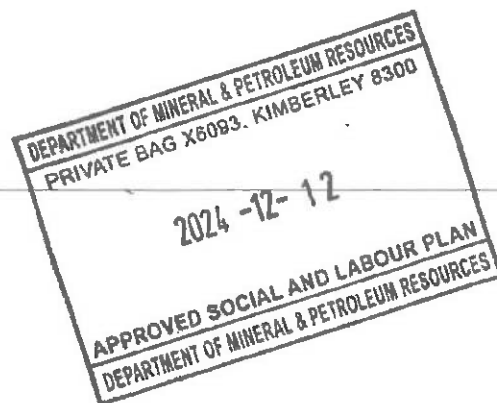 DEPARTMENT OF MINERAL & PETROLEUM RESOURCES
PRIVATE BAG X6093, KIMBERLEY 8300
2024 -12- 12
APPROVED SOCIAL AND LABOUR PLAN
DEPARTMENT OF MINERAL & PETROLEUM RESOURCES